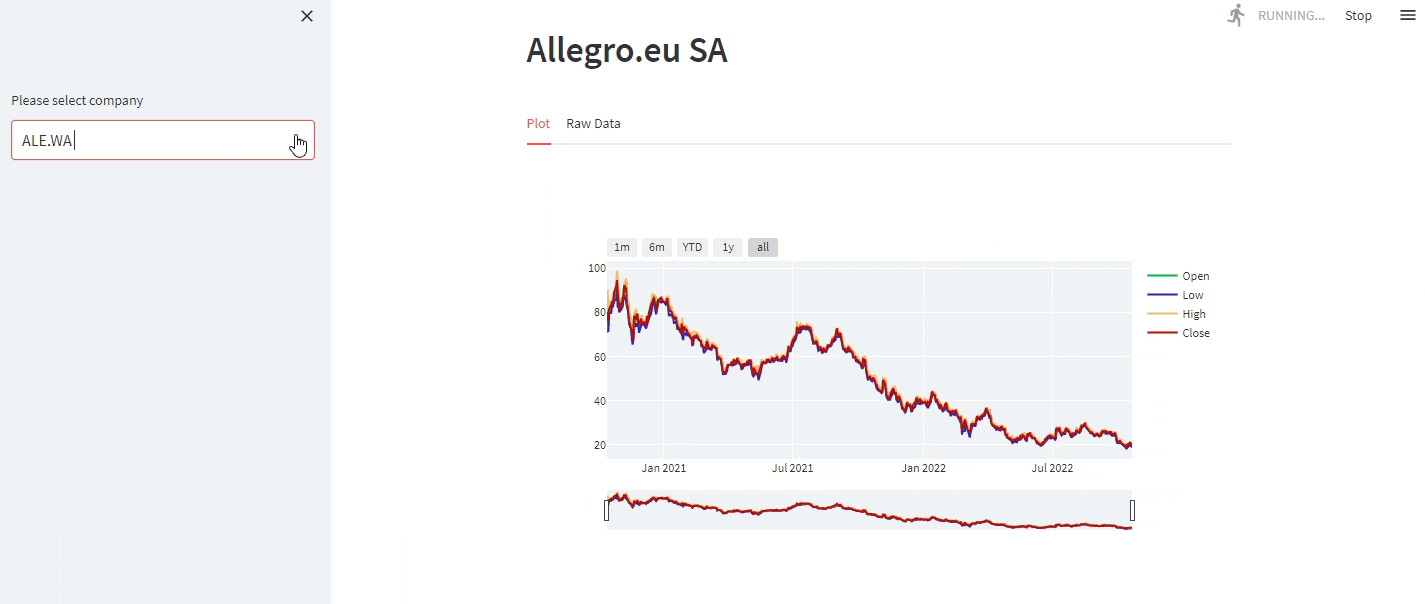 RUNNING... Stop
Allegro.eu SA
Please select company
ALE.WA
Plot Raw Data
1m 6m YTD 1y all
100
80
60
40
20
Jan 2021 Jul 2021 Jan 2022 Jul 2022
Open
Low
High
Close